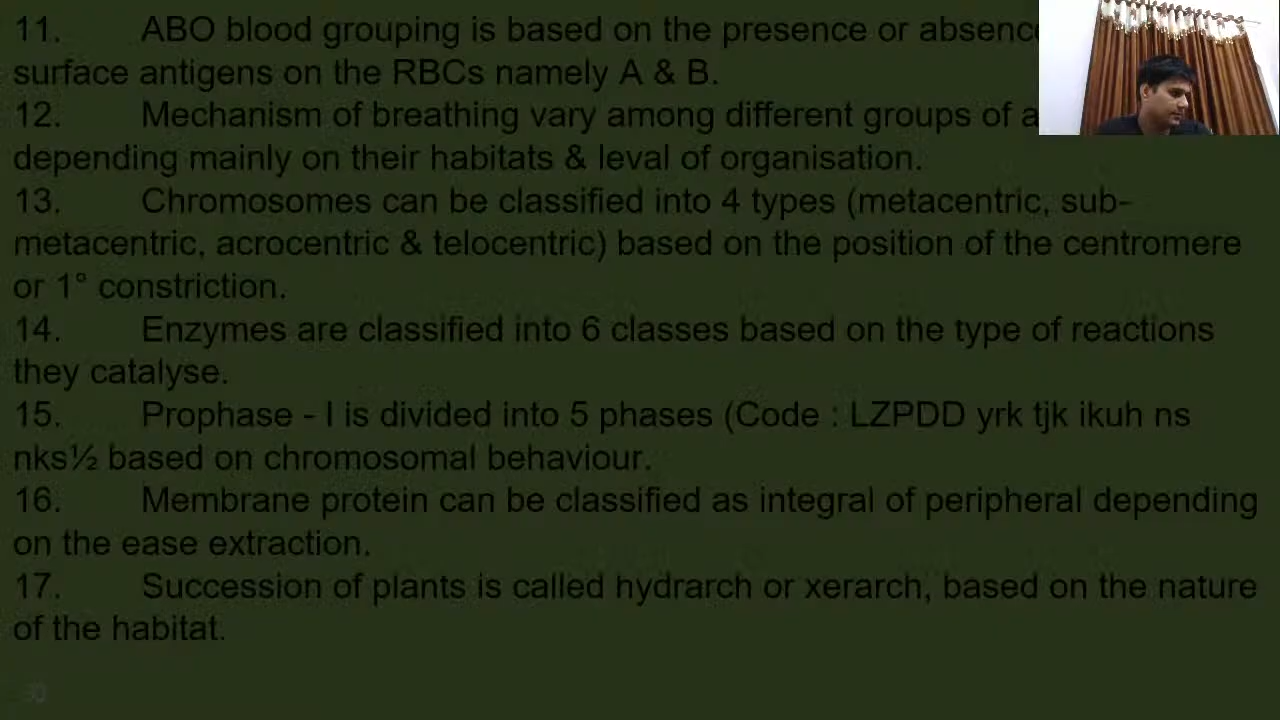 11. ABO blood grouping is based on the presence or absence
surface antigens on the RBCs namely A & B.
12. Mechanism of breathing vary among different groups of
depending mainly on their habitats & leval of organisation.
13. Chromosomes can be classified into 4 types (metacentric, sub-
metacentric, acrocentric & telocentric) based on the position of the centromere
or 1° constriction.
14. Enzymes are classified into 6 classes based on the type of reactions
they catalyse.
15. Prophase - I is divided into 5 phases (Code : LZPDD yrk tjk ikuh ns
nks½ based on chromosomal behaviour.
16. Membrane protein can be classified as integral of peripheral depending
on the ease extraction.
17. Succession of plants is called hydrarch or xerarch, based on the nature
of the habitat.
30